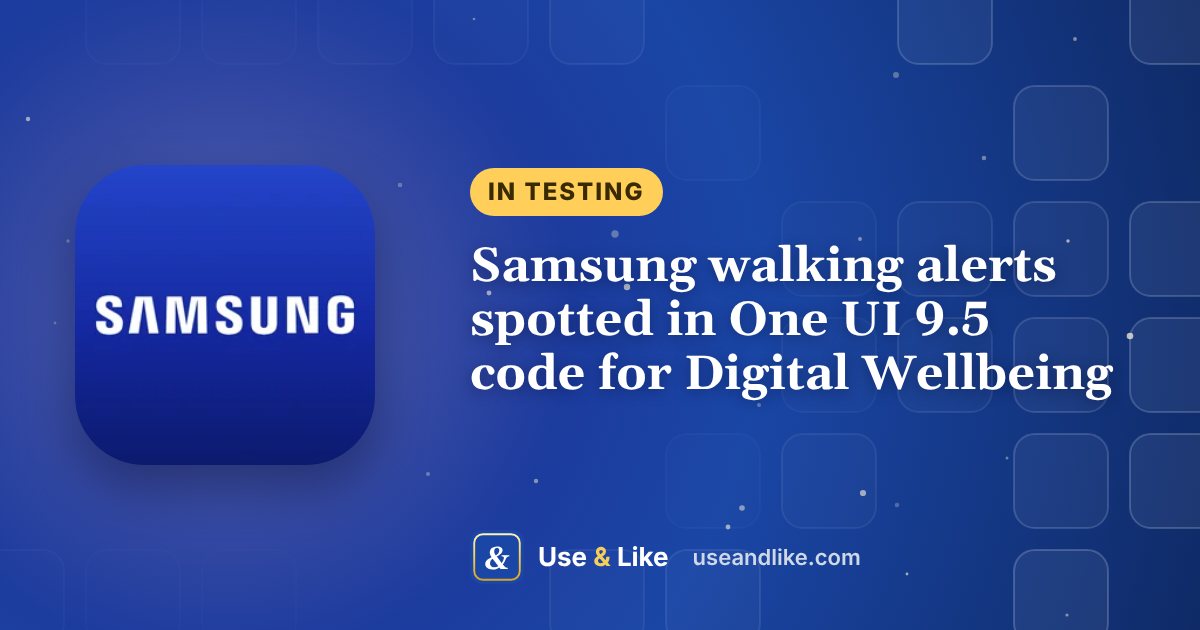 SAMSUNG
IN TESTING
Samsung walking alerts
spotted in One UI 9.5
code for Digital Wellbeing
& Use & Like useandlike.com